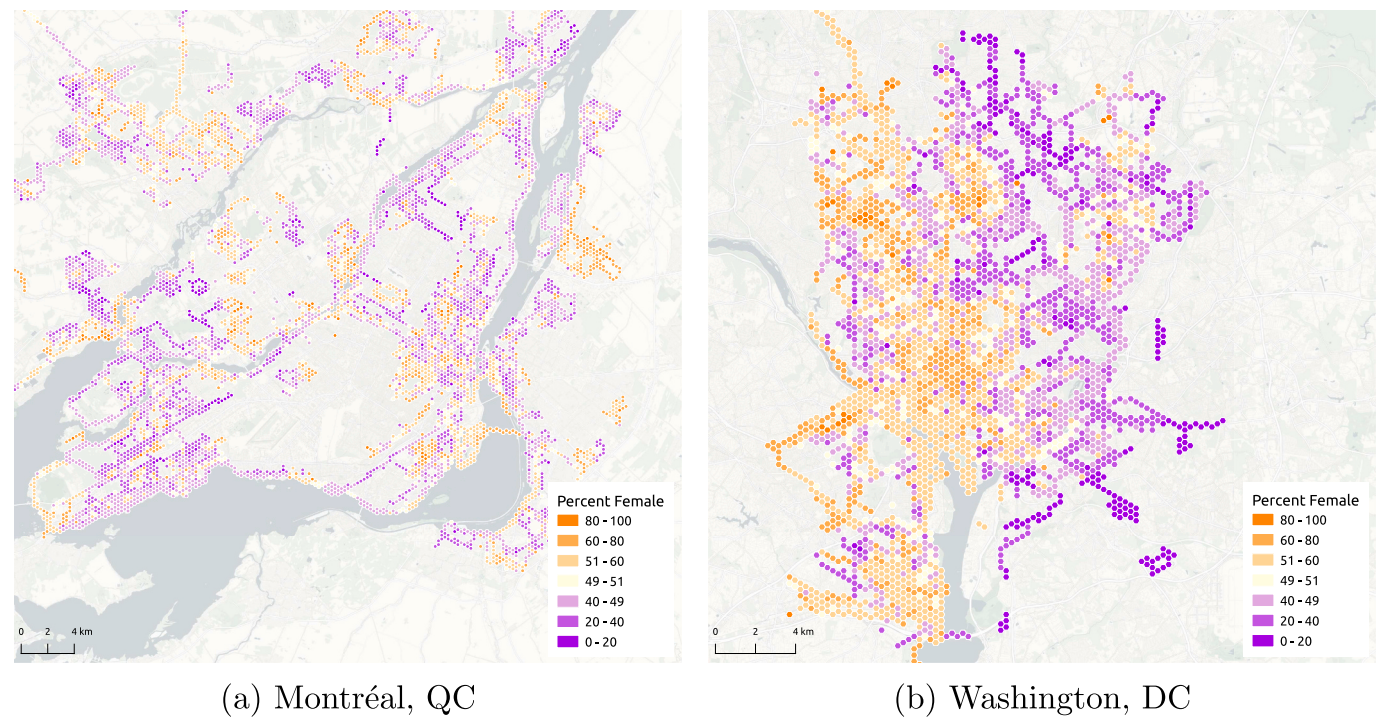 Percent Female
80 - 100
60 - 80
51 - 60
49 - 51
40 - 49
20 - 40
0 - 20
0 2 4 km
(a) Montréal, QC
Percent Female
80 - 100
60 - 80
51 - 60
49 - 51
40 - 49
20 - 40
0 - 20
0 2 4 km
(b) Washington, DC